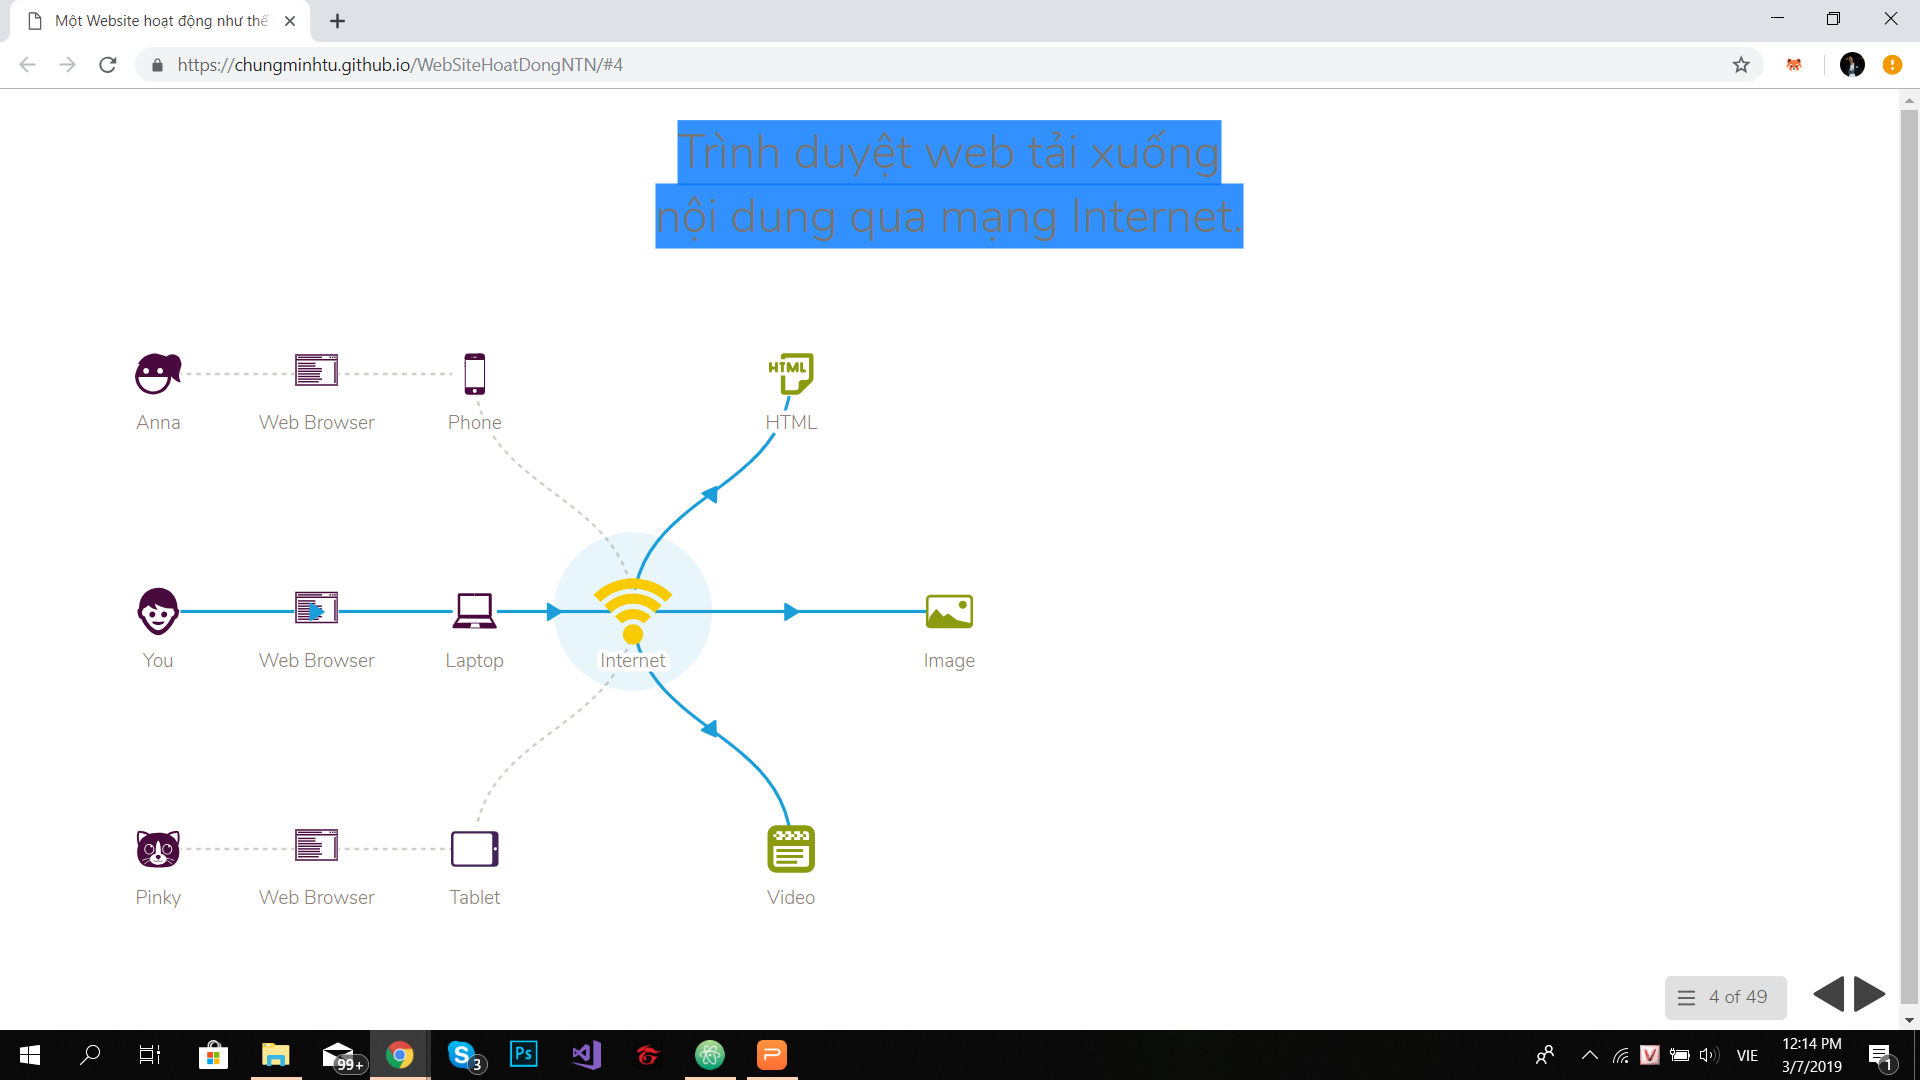 Một Website hoạt động như thế
https://chungminhtu.github.io/WebSiteHoatDongNTN/#4
Trình duyệt web tải xuống
nội dung qua mạng Internet.
HTML
Anna
Web Browser
Phone
HTML
You
Web Browser
Laptop
Internet
Image
Pinky
Web Browser
Tablet
Video
4 of 49
99+
3
Ps
VIE
12:14 PM
3/7/2019
1